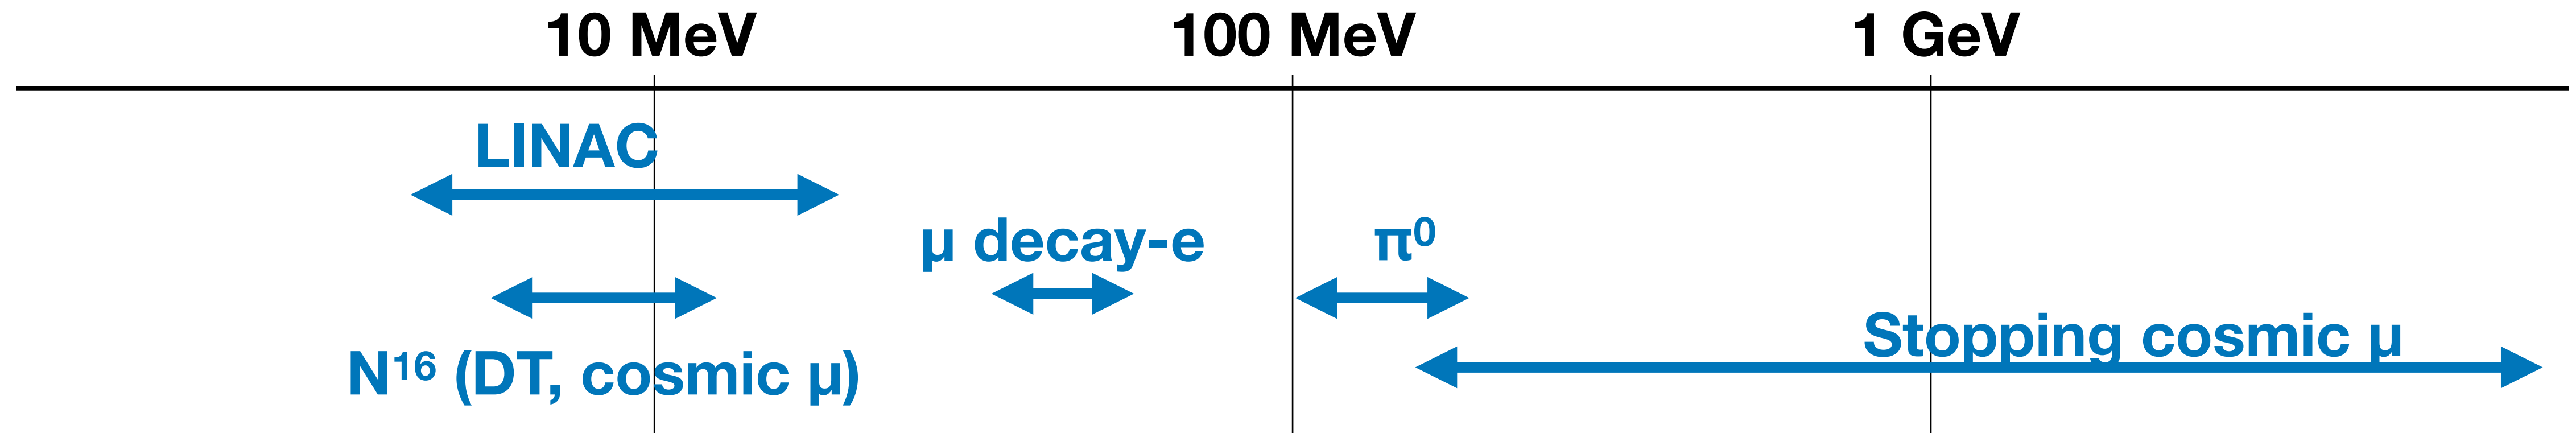 10 MeV 100 MeV 1 GeV
LINAC
μ decay-e π⁰
N¹⁶ (DT, cosmic μ)
Stopping cosmic μ